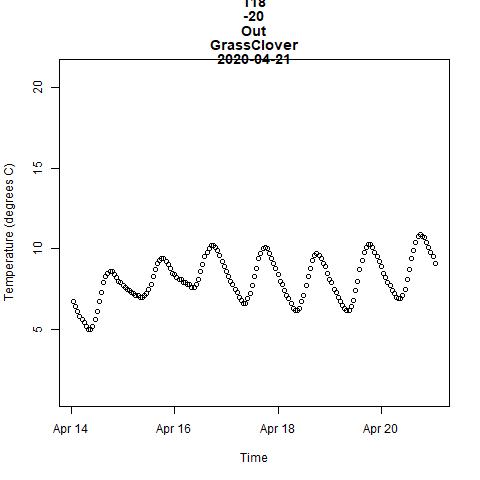 T18
-20
Out
GrassClover
2020-04-21
Temperature (degrees C)
20
15
10
5
Apr 14
Apr 16
Apr 18
Apr 20
Time